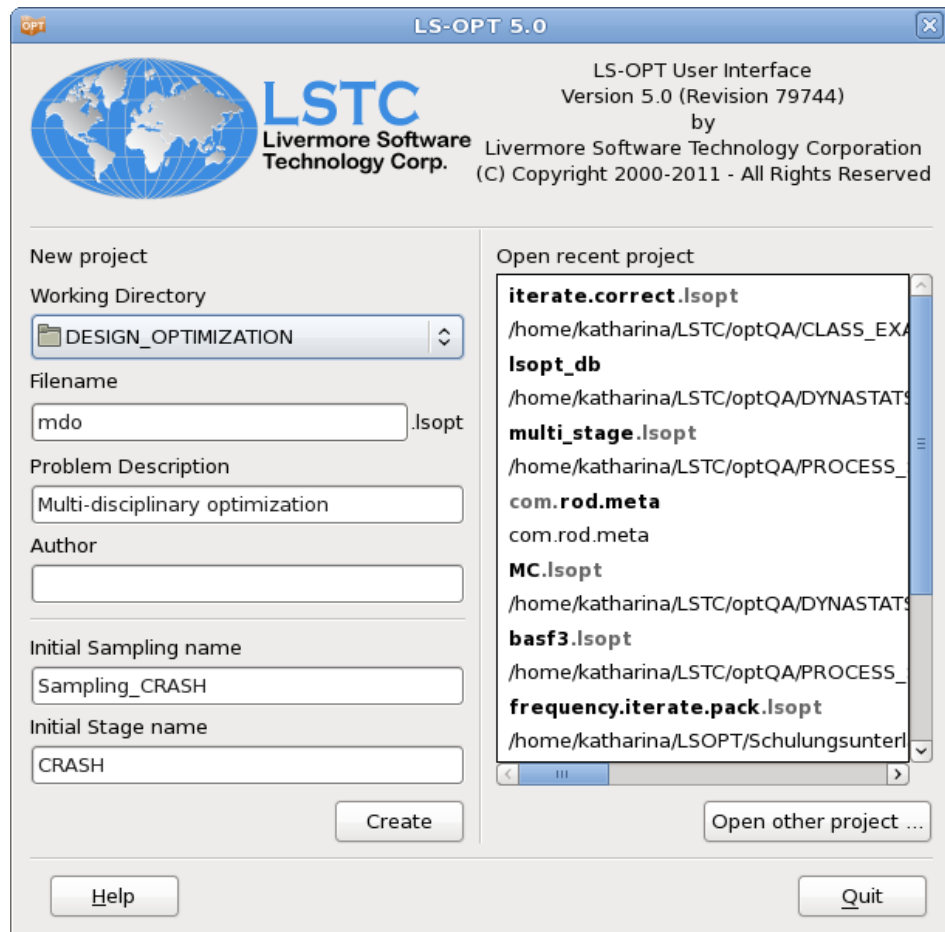 OPT
LS-OPT 5.0
LSTC
Livermore Software
Technology Corp.
LS-OPT User Interface
Version 5.0 (Revision 79744)
by
Livermore Software Technology Corporation
(C) Copyright 2000-2011 - All Rights Reserved
New project
Working Directory
DESIGN_OPTIMIZATION
Filename
mdo .lsopt
Problem Description
Multi-disciplinary optimization
Author
Initial Sampling name
Sampling_CRASH
Initial Stage name
CRASH
Create
Open recent project
iterate.correct.lsopt
/home/katharina/LSTC/optQA/CLASS_EXA
lsopt_db
/home/katharina/LSTC/optQA/DYNASTATS
multi_stage.lsopt
/home/katharina/LSTC/optQA/PROCESS_
com.rod.meta
com.rod.meta
MC.lsopt
/home/katharina/LSTC/optQA/DYNASTATS
basf3.lsopt
/home/katharina/LSTC/optQA/PROCESS_
frequency.iterate.pack.lsopt
/home/katharina/LSOPT/Schulungsunterl
Open other project ...
Help
Quit